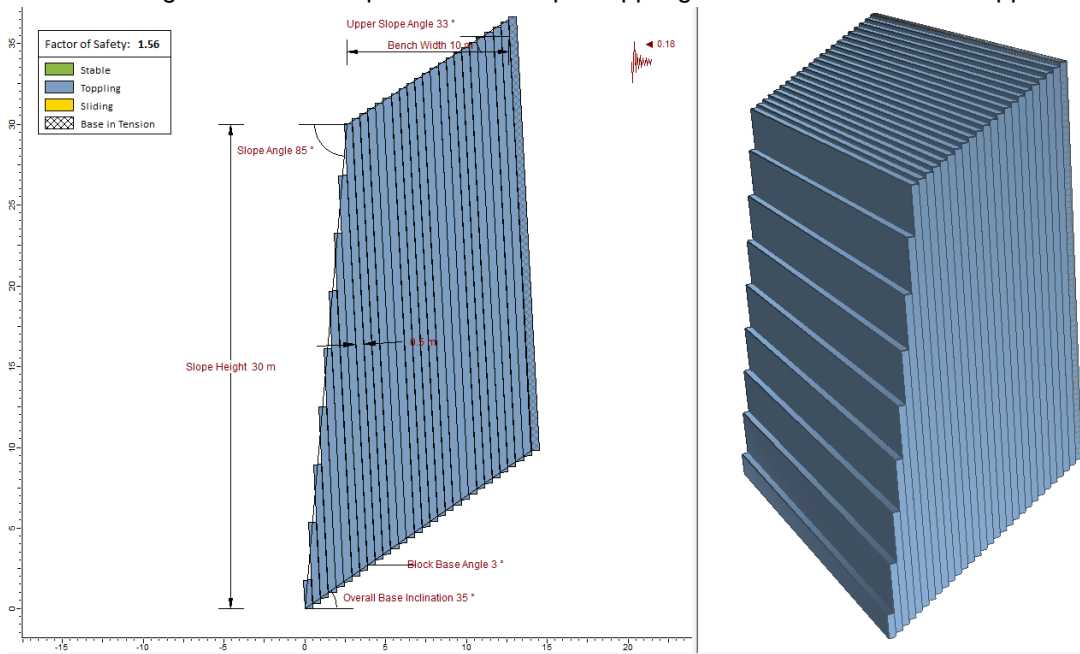 Upper Slope Angle 33 °
Bench Width 10 m
0.18
Factor of Safety: 1.56
Stable
Toppling
Sliding
Base in Tension
Slope Angle 85 °
0.5 m
Slope Height 30 m
Block Base Angle 3 °
Overall Base Inclination 35 °
35
30
25
20
15
10
5
0
-15
-10
-5
0
5
10
15
20